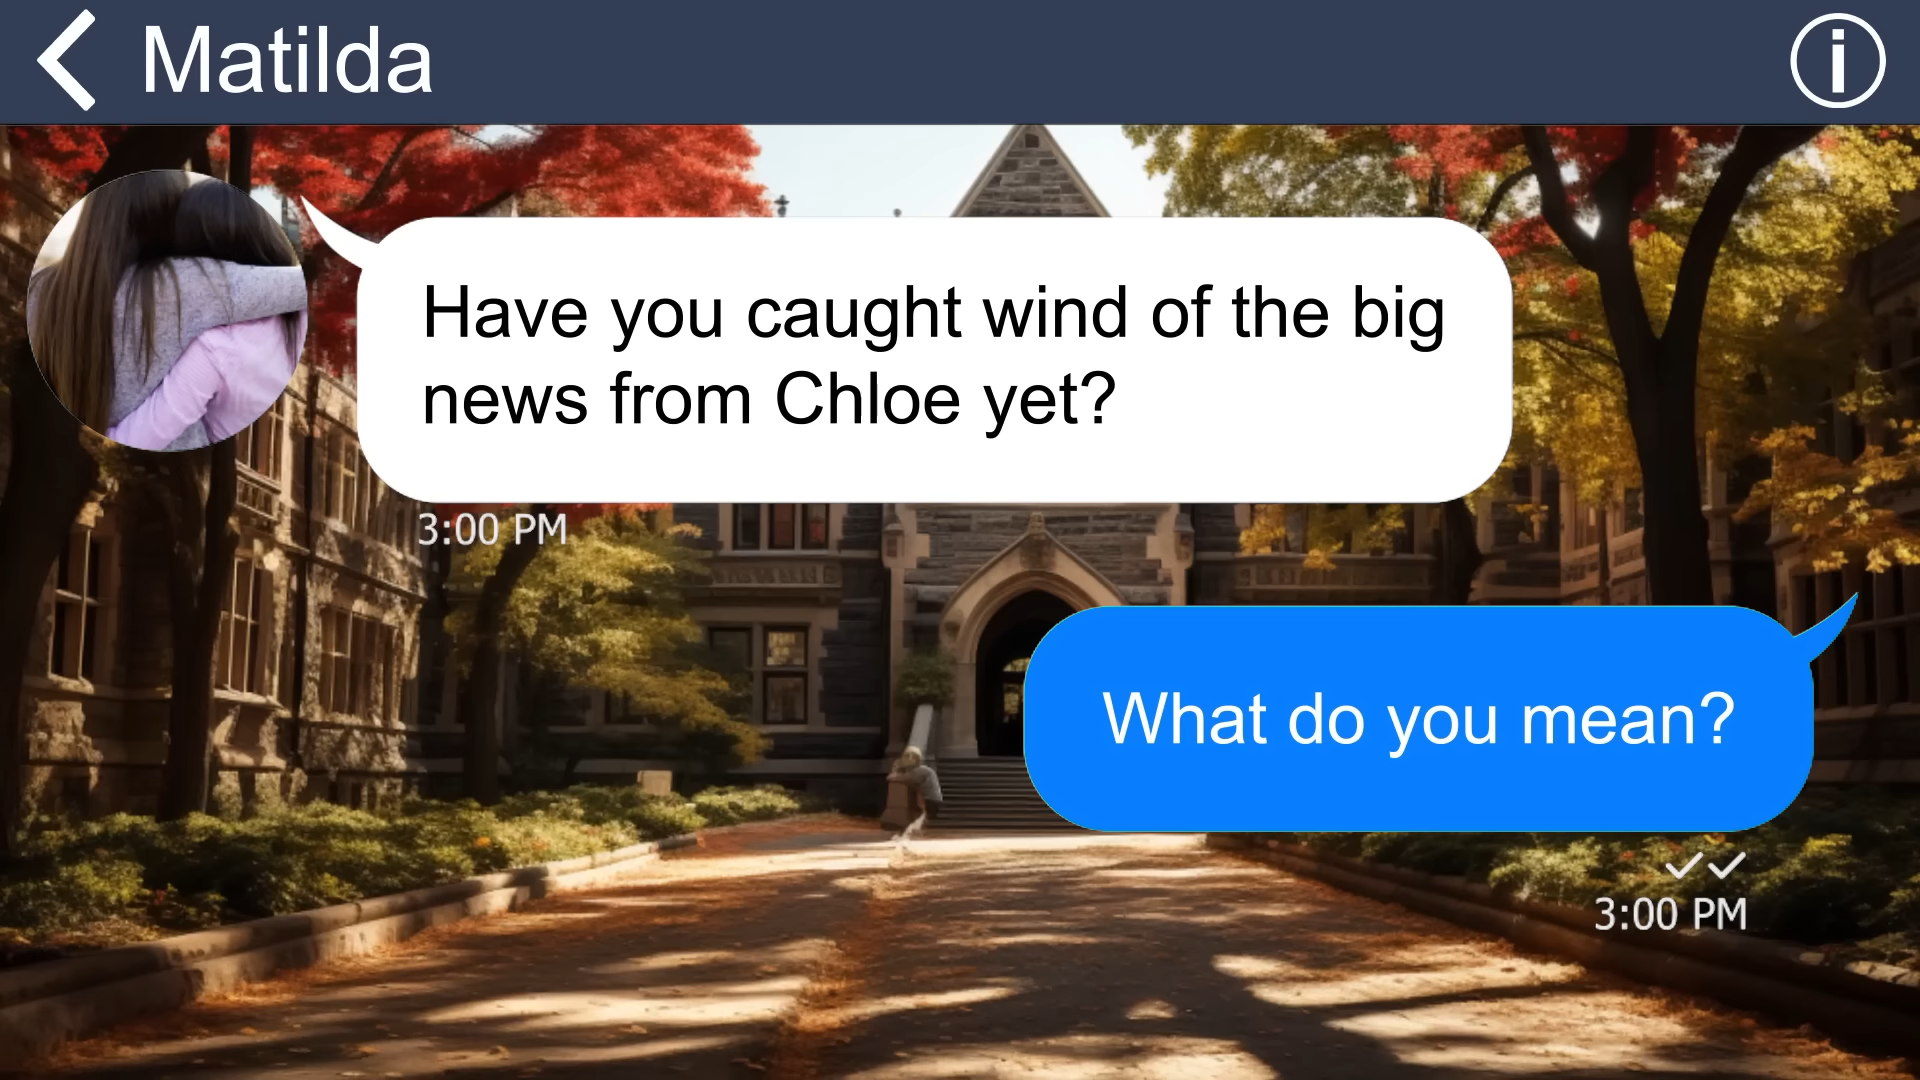 Matilda
Have you caught wind of the big
news from Chloe yet?
3:00 PM
What do you mean?
3:00 PM